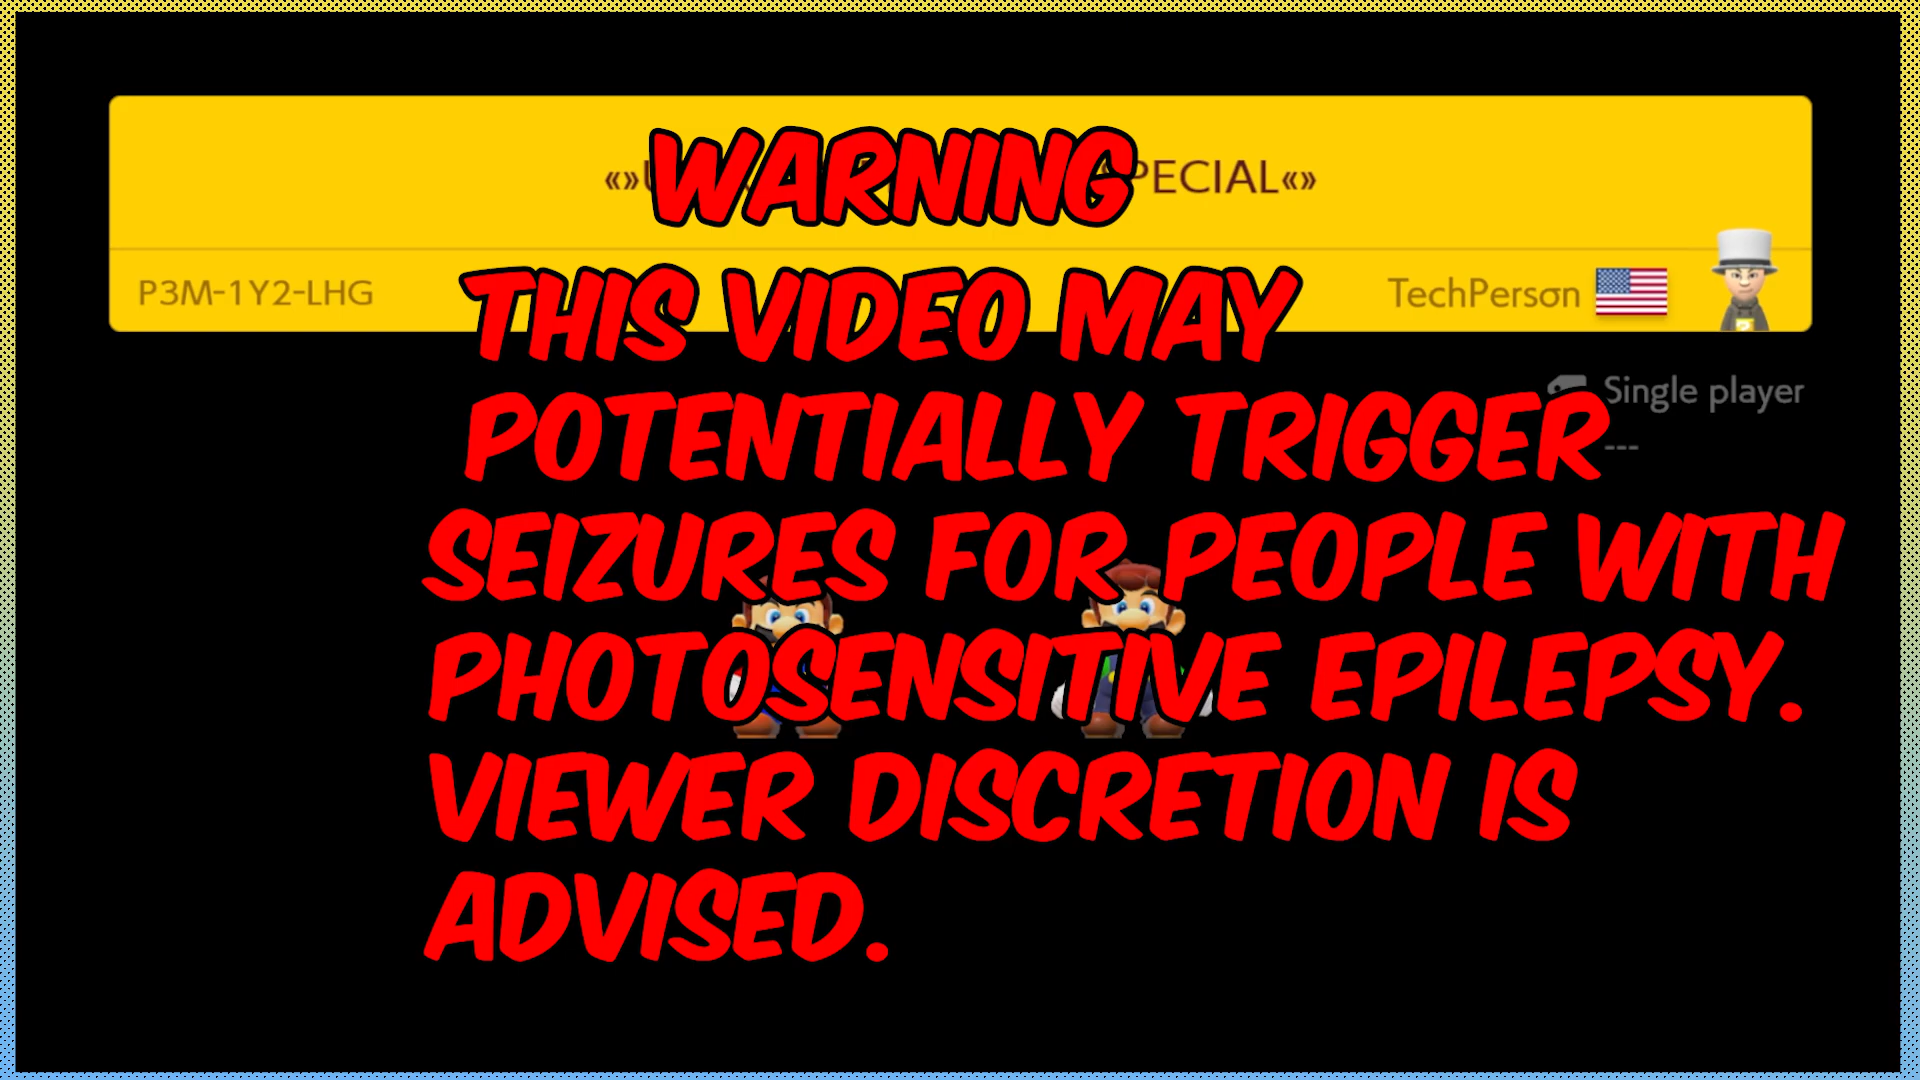 WARNING
«» SPECIAL«»
P3M-1Y2-LHG
TechPerson
THIS VIDEO MAY
Single player
POTENTIALLY TRIGGER
---
SEIZURES FOR PEOPLE WITH
PHOTOSENSITIVE EPILEPSY.
VIEWER DISCRETION IS
ADVISED.